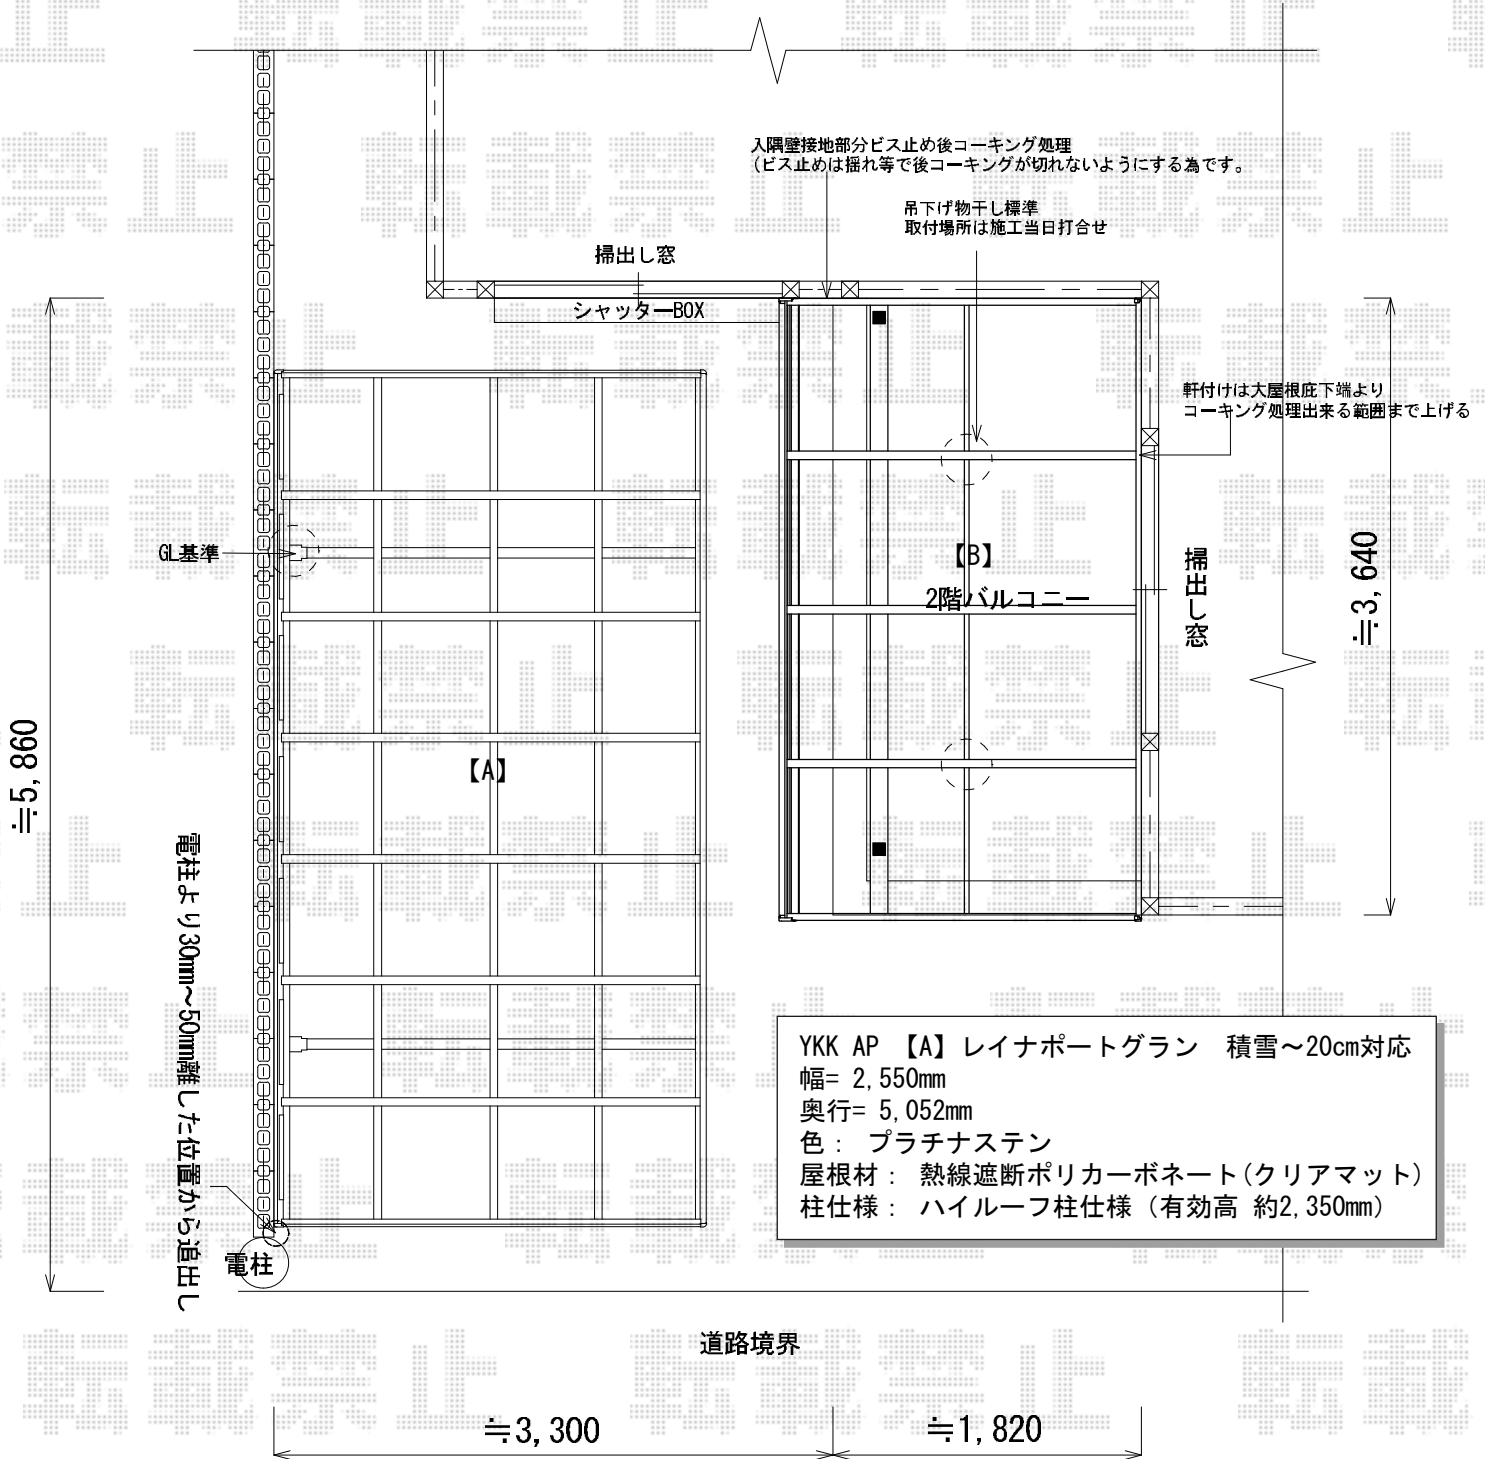 入隅壁接地部分ビス止め後コーキング処理
(ビス止めは揺れ等で後コーキングが切れないようにする為です。
吊下げ物干し標準
取付場所は施工当日打合せ
掃出し窓
シャッターBOX
軒付けは大屋根庇下端より
コーキング処理出来る範囲まで上げる
GL基準
【B】
2階バルコニー
掃出し窓
≒3,640
≒5,860
【A】
電柱より30mm～50mm離した位置から追出し
電柱
YKK AP 【A】レイナポートグラン 積雪～20cm対応
幅= 2,550mm
奥行= 5,052mm
色： プラチナステン
屋根材： 熱線遮断ポリカーボネート(クリアマット)
柱仕様： ハイルーフ柱仕様 (有効高 約2,350mm)
道路境界
≒3,300
≒1,820
転載禁止